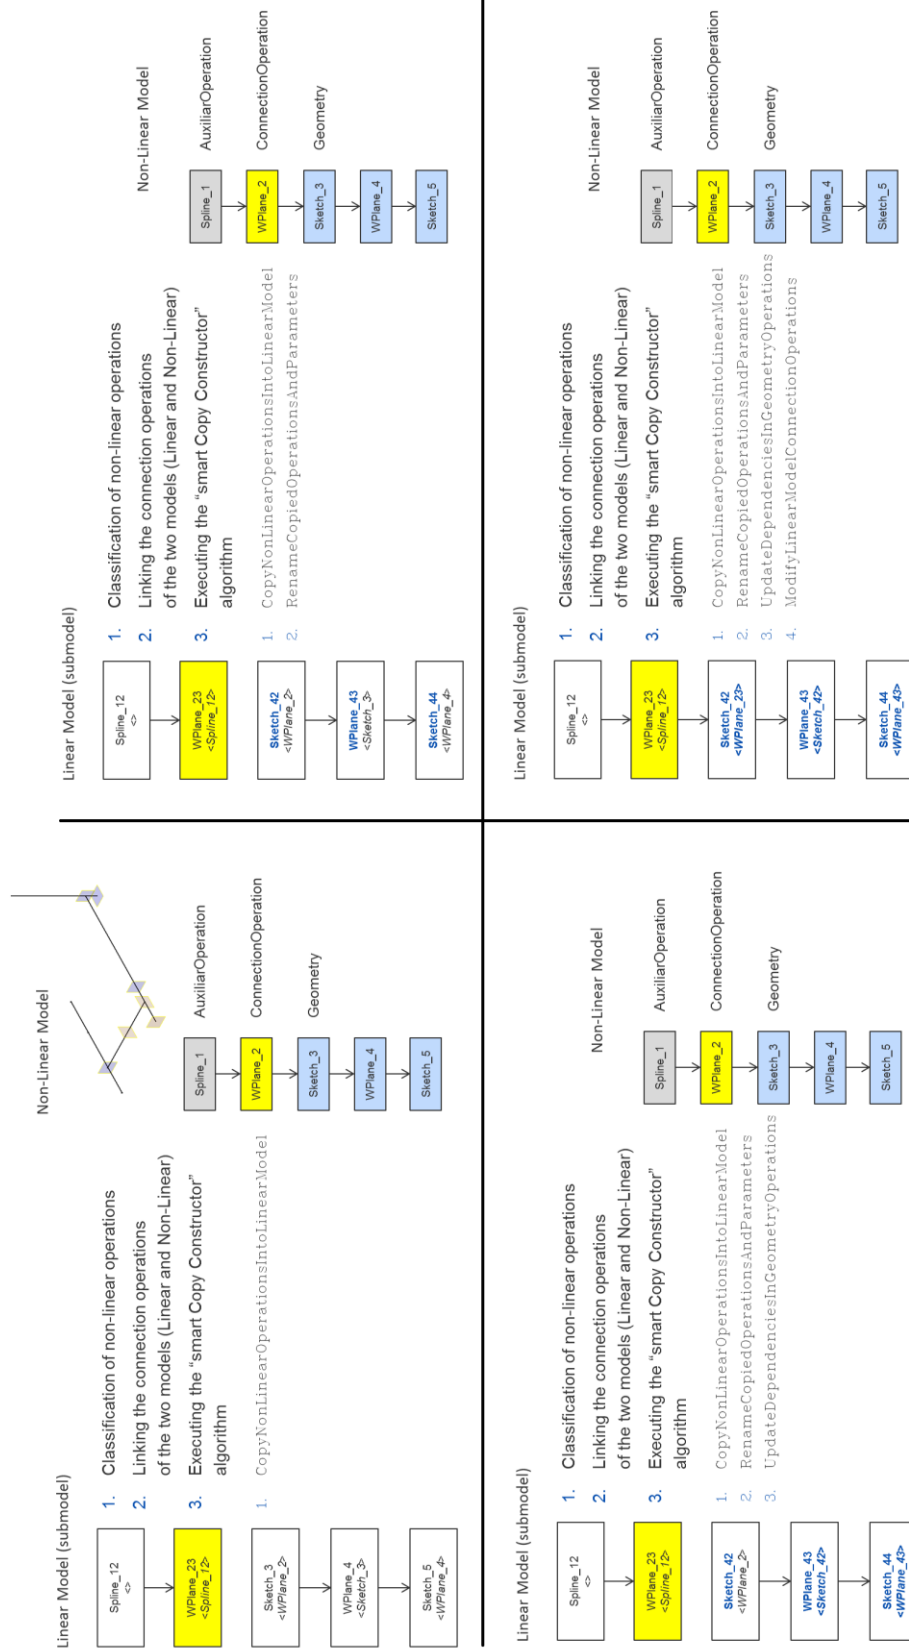 Linear Model (submodel)
Non-Linear Model
Spline_12
<>
WPlane_23
<Spline_12>
Sketch_3
<WPlane_2>
WPlane_4
<Sketch_3>
Sketch_5
<WPlane_4>
1. Classification of non-linear operations
2. Linking the connection operations
of the two models (Linear and Non-Linear)
3. Executing the “smart Copy Constructor”
algorithm
1. CopyNonLinearOperationsIntoLinearModel
Spline_1
AuxiliarOperation
WPlane_2
ConnectionOperation
Sketch_3
Geometry
WPlane_4
Sketch_5
Linear Model (submodel)
Non-Linear Model
Spline_12
<>
WPlane_23
<Spline_12>
Sketch_42
<WPlane_2>
WPlane_43
<Sketch_3>
Sketch_44
<WPlane_4>
1. Classification of non-linear operations
2. Linking the connection operations
of the two models (Linear and Non-Linear)
3. Executing the “smart Copy Constructor”
algorithm
1. CopyNonLinearOperationsIntoLinearModel
2. RenameCopiedOperationsAndParameters
Spline_1
AuxiliarOperation
WPlane_2
ConnectionOperation
Sketch_3
Geometry
WPlane_4
Sketch_5
Linear Model (submodel)
Non-Linear Model
Spline_12
<>
WPlane_23
<Spline_12>
Sketch_42
<WPlane_2>
WPlane_43
<Sketch_42>
Sketch_44
<WPlane_43>
1. Classification of non-linear operations
2. Linking the connection operations
of the two models (Linear and Non-Linear)
3. Executing the “smart Copy Constructor”
algorithm
1. CopyNonLinearOperationsIntoLinearModel
2. RenameCopiedOperationsAndParameters
3. UpdateDependenciesInGeometryOperations
Spline_1
AuxiliarOperation
WPlane_2
ConnectionOperation
Sketch_3
Geometry
WPlane_4
Sketch_5
Linear Model (submodel)
Non-Linear Model
Spline_12
<>
WPlane_23
<Spline_12>
Sketch_42
<WPlane_23>
WPlane_43
<Sketch_42>
Sketch_44
<WPlane_43>
1. Classification of non-linear operations
2. Linking the connection operations
of the two models (Linear and Non-Linear)
3. Executing the “smart Copy Constructor”
algorithm
1. CopyNonLinearOperationsIntoLinearModel
2. RenameCopiedOperationsAndParameters
3. UpdateDependenciesInGeometryOperations
4. ModifyLinearModelConnectionOperations
Spline_1
AuxiliarOperation
WPlane_2
ConnectionOperation
Sketch_3
Geometry
WPlane_4
Sketch_5